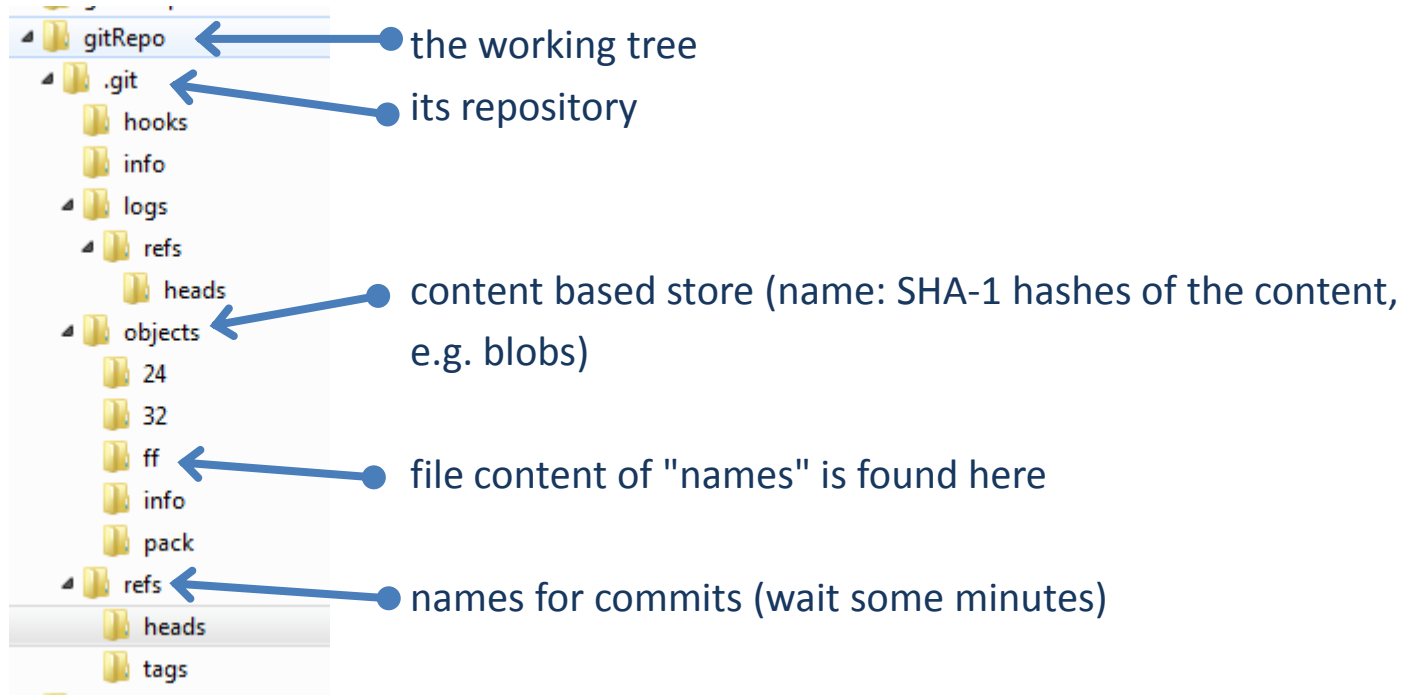 gitRepo
the working tree
.git
its repository
hooks
info
logs
refs
heads
content based store (name: SHA-1 hashes of the content,
e.g. blobs)
objects
24
32
ff
file content of "names" is found here
info
pack
refs
names for commits (wait some minutes)
heads
tags